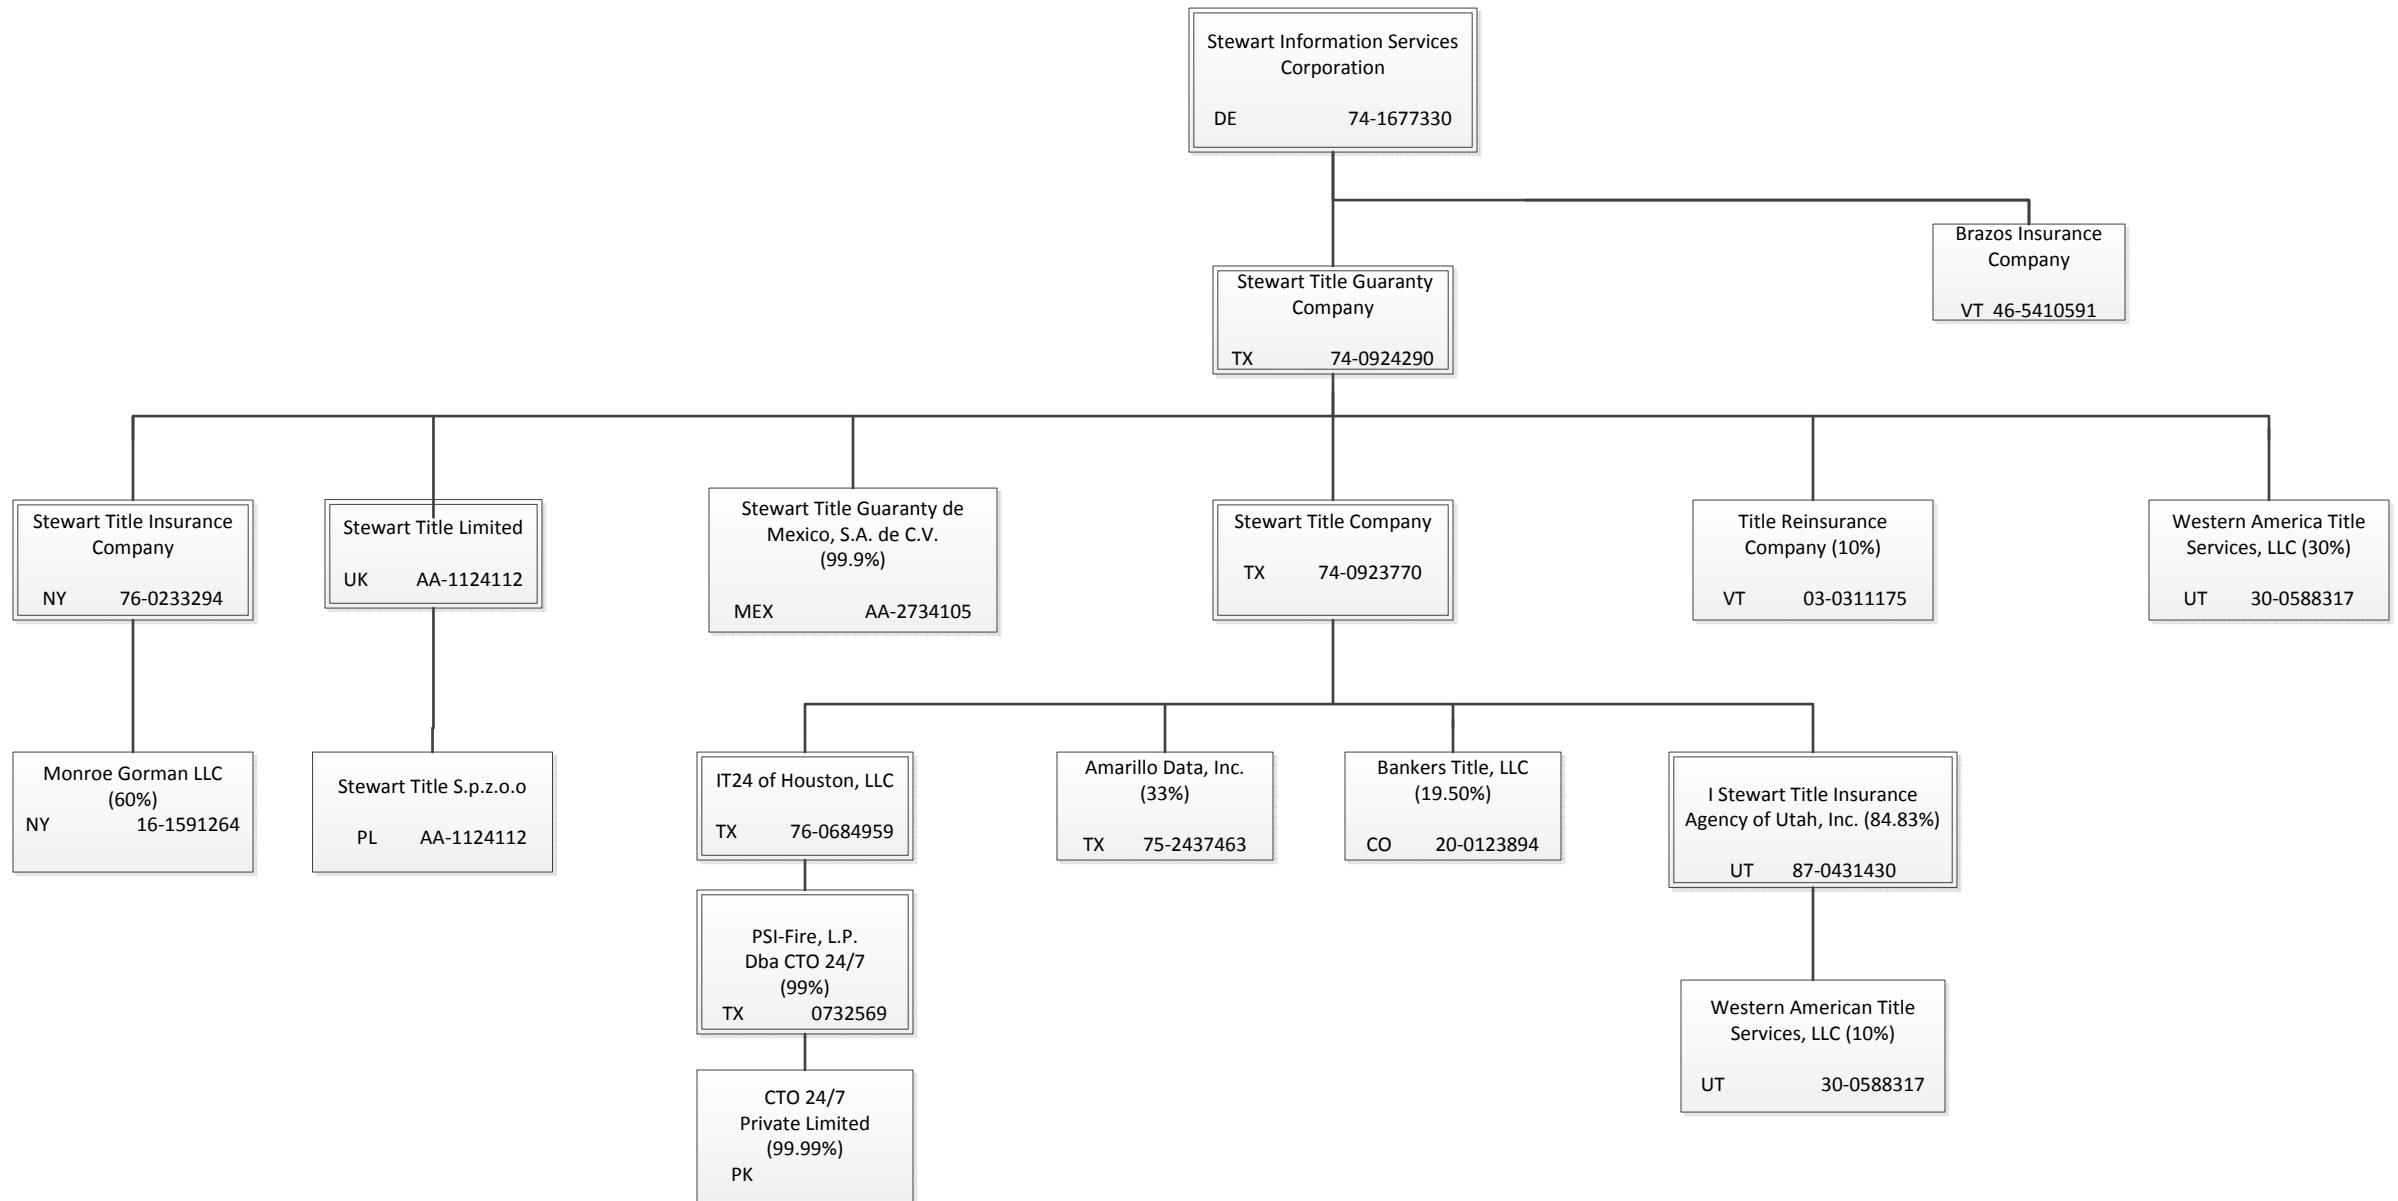 Stewart Information Services
Corporation
DE 74-1677330
Brazos Insurance
Company
VT 46-5410591
Stewart Title Guaranty
Company
TX 74-0924290
Stewart Title Insurance
Company
NY 76-0233294
Stewart Title Limited
UK AA-1124112
Stewart Title Guaranty de
Mexico, S.A. de C.V.
(99.9%)
MEX AA-2734105
Stewart Title Company
TX 74-0923770
Title Reinsurance
Company (10%)
VT 03-0311175
Western America Title
Services, LLC (30%)
UT 30-0588317
Monroe Gorman LLC
(60%)
NY 16-1591264
Stewart Title S.p.z.o.o
PL AA-1124112
IT24 of Houston, LLC
TX 76-0684959
Amarillo Data, Inc.
(33%)
TX 75-2437463
Bankers Title, LLC
(19.50%)
CO 20-0123894
I Stewart Title Insurance
Agency of Utah, Inc. (84.83%)
UT 87-0431430
PSI-Fire, L.P.
Dba CTO 24/7
(99%)
TX 0732569
Western American Title
Services, LLC (10%)
UT 30-0588317
CTO 24/7
Private Limited
(99.99%)
PK